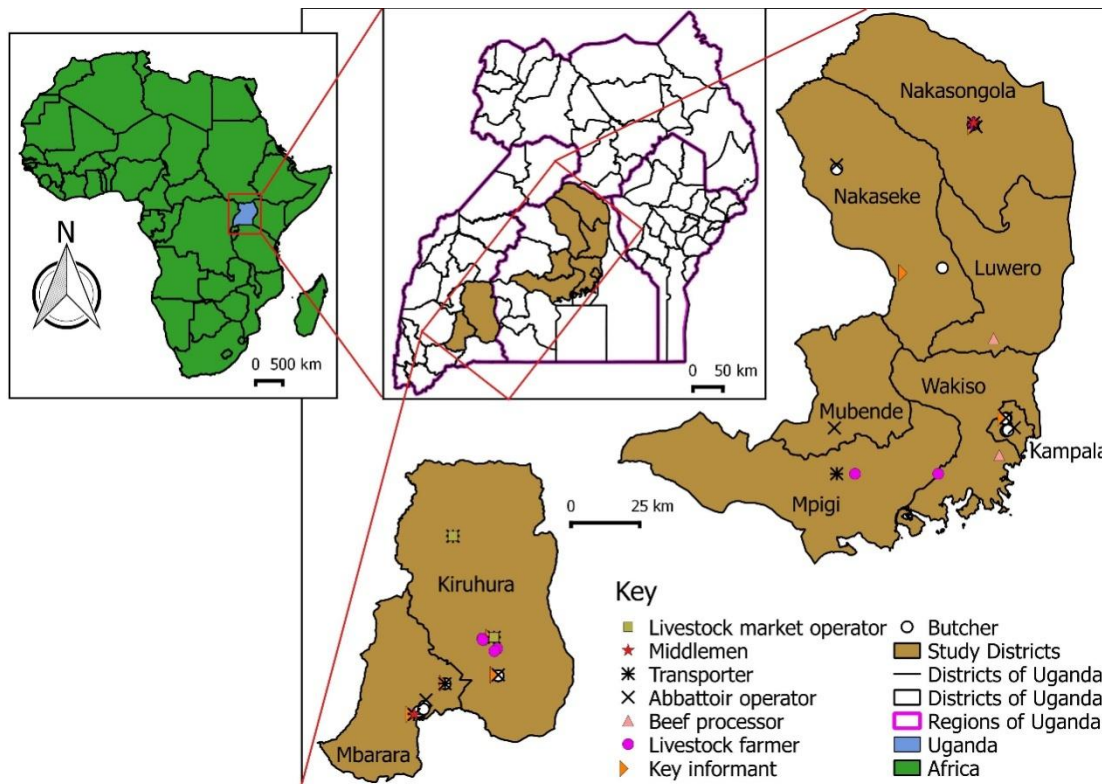 N
0 500 km
0 50 km
Nakasongola
Nakaseke
Luwero
Wakiso
Mubende
Kampala
Mpigi
0 25 km
Kiruhura
Mbarara
Key
Livestock market operator
Middlemen
Transporter
Abbattoir operator
Beef processor
Livestock farmer
Key informant
Butcher
Study Districts
Districts of Uganda
Districts of Uganda
Regions of Uganda
Uganda
Africa